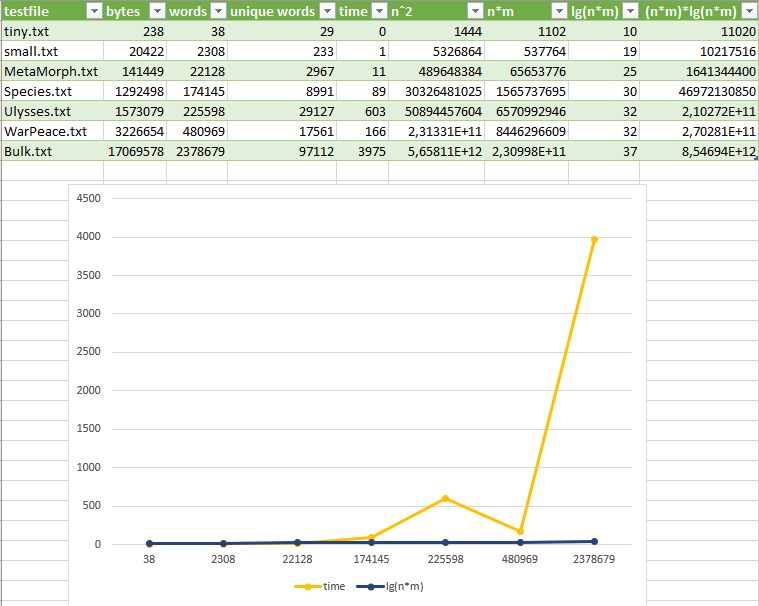 testfile bytes words unique words time nˆ2 n*m lg(n*m) (n*m)*lg(n*m)
tiny.txt 238 38 29 0 1444 1102 10 11020
small.txt 20422 2308 233 1 5326864 537764 19 10217516
MetaMorph.txt 141449 22128 2967 11 489648384 65653776 25 1641344400
Species.txt 1292498 174145 8991 89 30326481025 1565737695 30 46972130850
Ulysses.txt 1573079 225598 29127 603 50894457604 6570992946 32 2,10272E+11
WarPeace.txt 3226654 480969 17561 166 2,31331E+11 8446296609 32 2,70281E+11
Bulk.txt 17069578 2378679 97112 3975 5,65811E+12 2,30998E+11 37 8,54694E+12
4500
4000
3500
3000
2500
2000
1500
1000
500
0
38 2308 22128 174145 225598 480969 2378679
time lg(n*m)